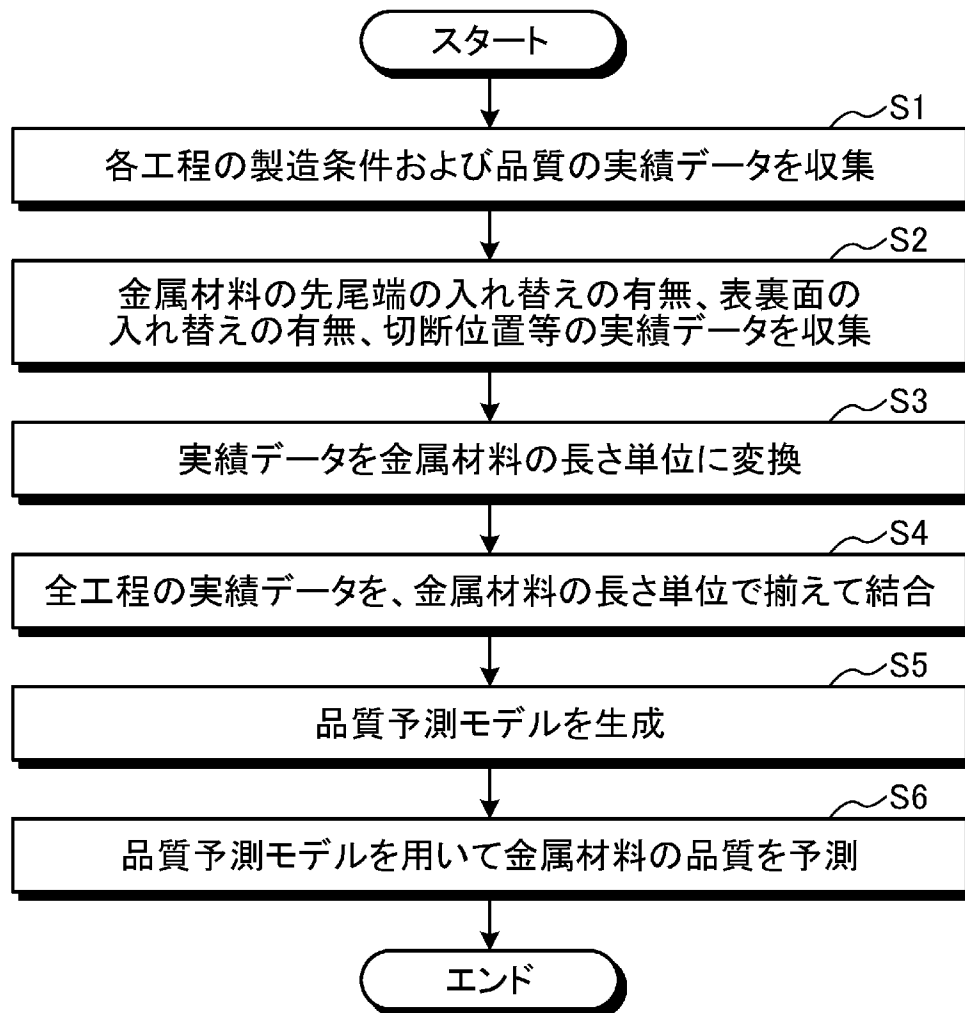 スタート
S1
各工程の製造条件および品質の実績データを収集
S2
金属材料の先尾端の入れ替えの有無、表裏面の
入れ替えの有無、切断位置等の実績データを収集
S3
実績データを金属材料の長さ単位に変換
S4
全工程の実績データを、金属材料の長さ単位で揃えて結合
S5
品質予測モデルを生成
S6
品質予測モデルを用いて金属材料の品質を予測
エンド